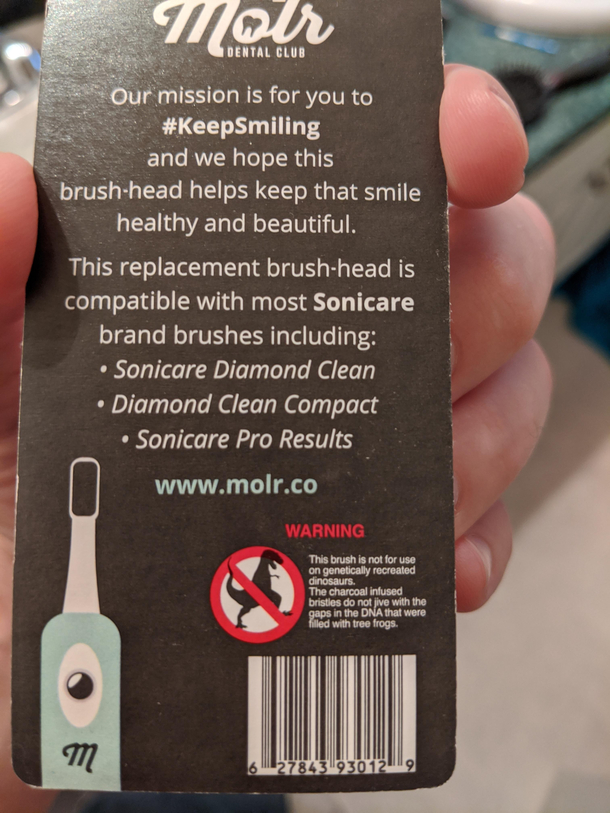 Molr
DENTAL CLUB
Our mission is for you to
#KeepSmiling
and we hope this
brush-head helps keep that smile
healthy and beautiful.
This replacement brush-head is
compatible with most Sonicare
brand brushes including:
• Sonicare Diamond Clean
• Diamond Clean Compact
• Sonicare Pro Results
www.molr.co
WARNING
This brush is not for use
on genetically recreated
dinosaurs.
The charcoal infused
bristles do not jive with the
gaps in the DNA that were
filled with tree frogs.
m
6 27843 93012 9